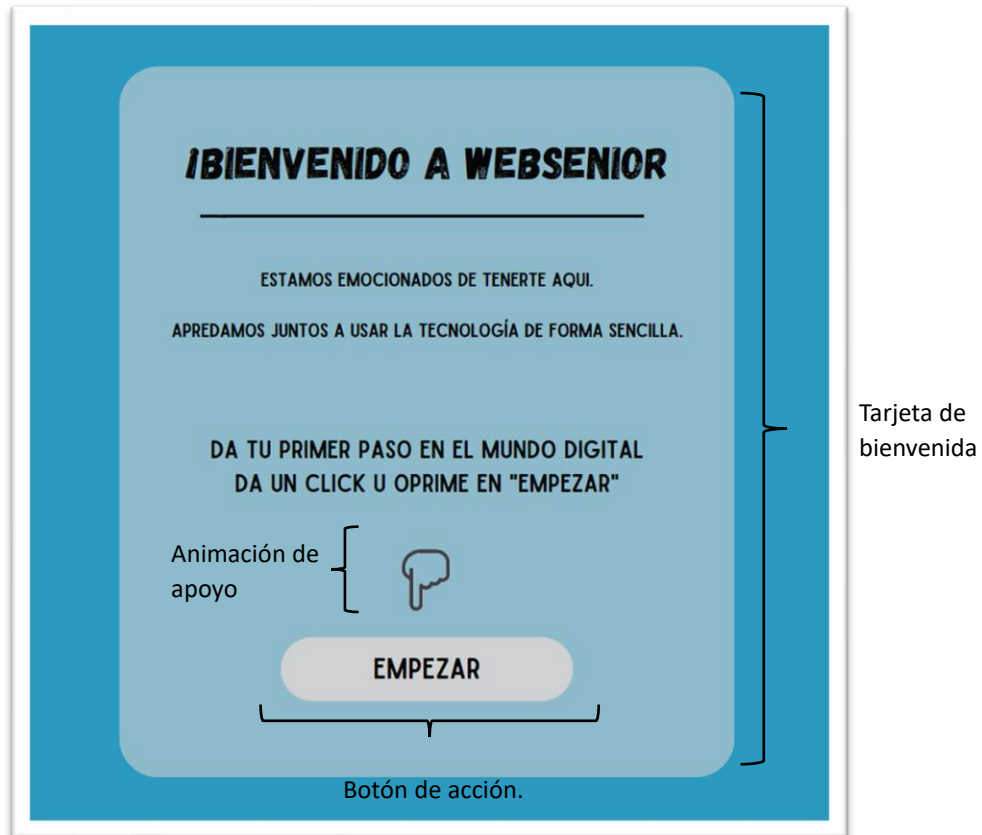 ¡BIENVENIDO A WEBSENIOR
ESTAMOS EMOCIONADOS DE TENERTE AQUI.
APREDAMOS JUNTOS A USAR LA TECNOLOGÍA DE FORMA SENCILLA.
Tarjeta de
bienvenida
DA TU PRIMER PASO EN EL MUNDO DIGITAL
DA UN CLICK U OPRIME EN "EMPEZAR"
Animación de
apoyo
EMPEZAR
Botón de acción.